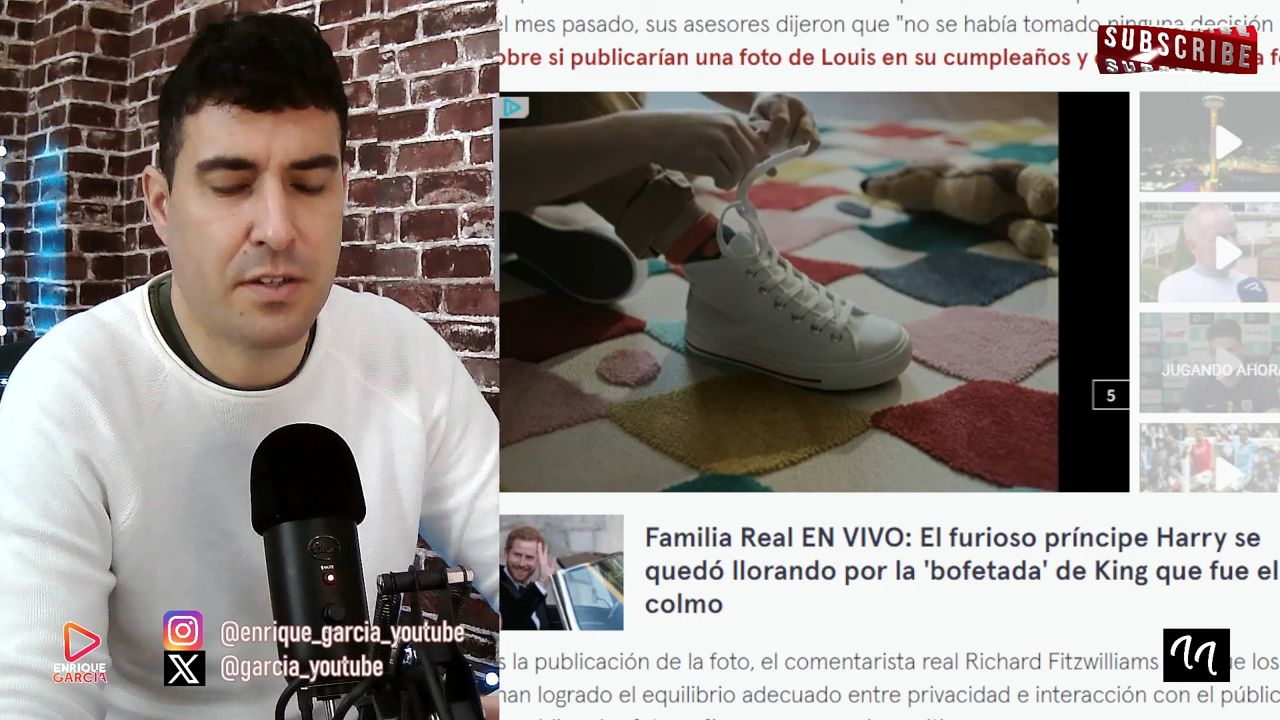 el mes pasado, sus asesores dijeron que "no se había tomado ninguna decisión
obre si publicarían una foto de Louis en su cumpleaños y
SUBSCRIBE
JUGANDO AHORA
5
Familia Real EN VIVO: El furioso príncipe Harry se
quedó llorando por la 'bofetada' de King que fue el
colmo
s la publicación de la foto, el comentarista real Richard Fitzwilliams
han logrado el equilibrio adecuado entre privacidad e interacción con el públic
@enrique_garcia_youtube
@garcia_youtube
ENRIQUE
GARCIA